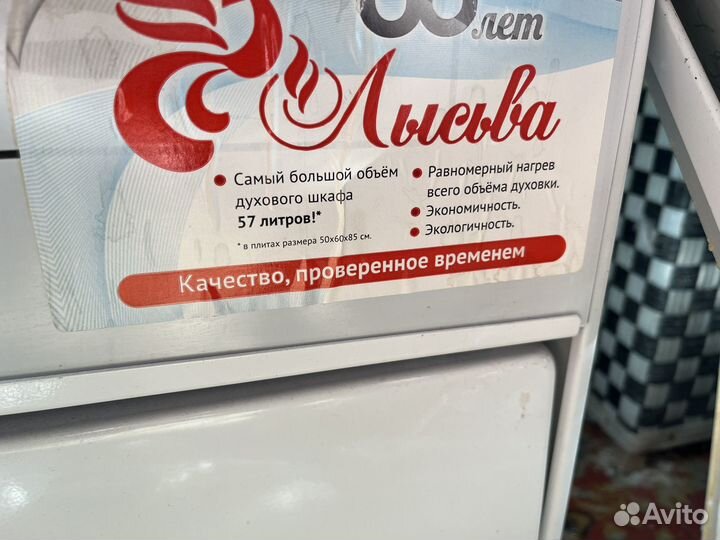 лет
Лысьва
Самый большой объём
духового шкафа
57 литров!*
* в плитах размера 50х60х85 см.
Равномерный нагрев
всего объёма духовки.
Экономичность.
Экологичность.
Качество, проверенное временем
Avito